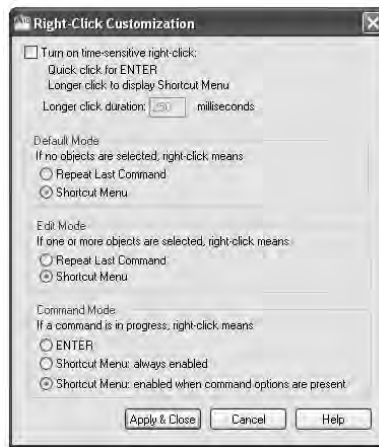 Right-Click Customization
Turn on time-sensitive right-click:
Quick click for ENTER
Longer click to display Shortcut Menu
Longer click duration: 250 milliseconds
Default Mode
If no objects are selected, right-click means
Repeat Last Command
Shortcut Menu
Edit Mode
If one or more objects are selected, right-click means
Repeat Last Command
Shortcut Menu
Command Mode
If a command is in progress, right-click means
ENTER
Shortcut Menu: always enabled
Shortcut Menu: enabled when command options are present
Apply & Close Cancel Help